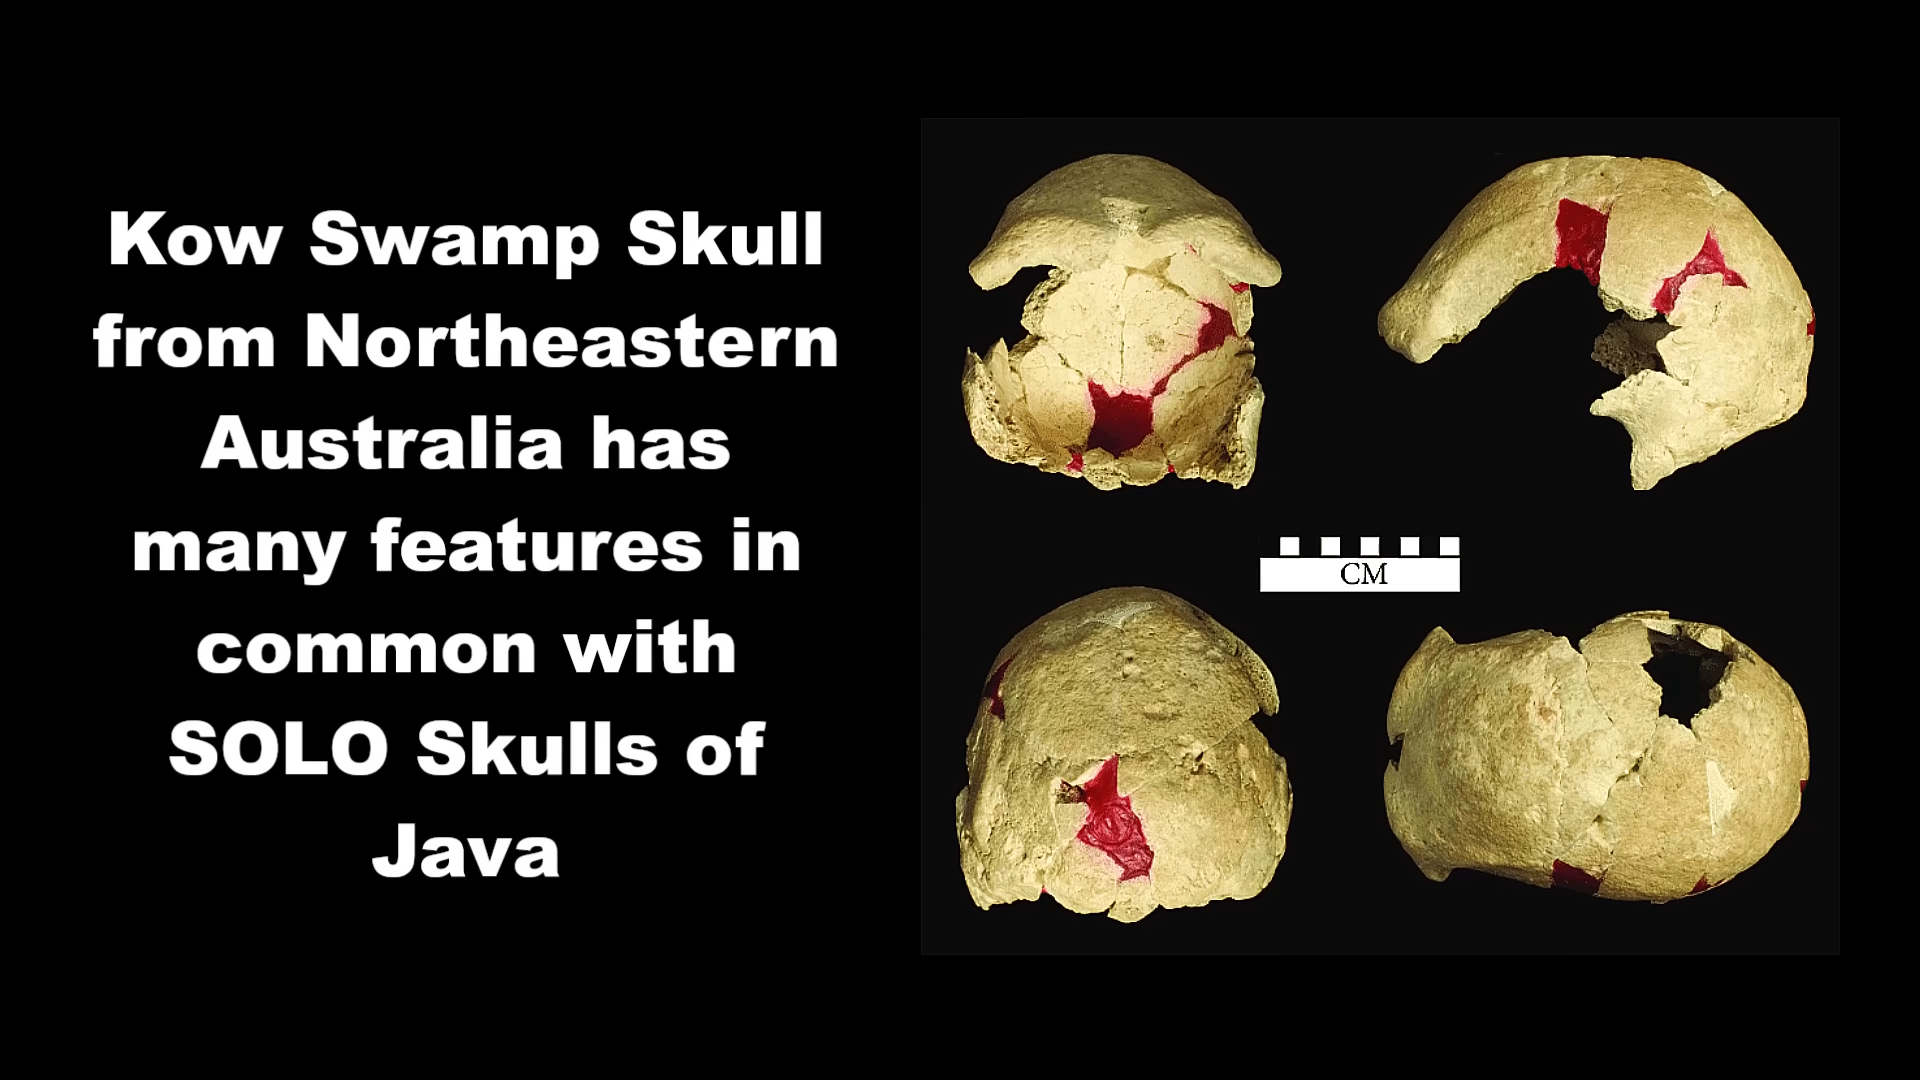 Kow Swamp Skull
from Northeastern
Australia has
many features in
common with
SOLO Skulls of
Java
CM